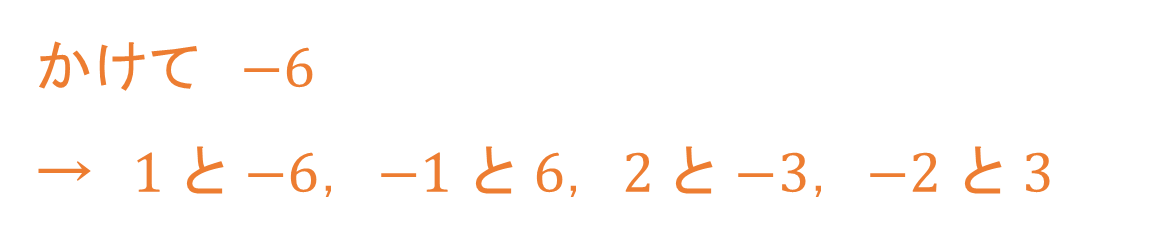 かけて −6
→ 1 と −6, −1 と 6, 2 と −3, −2 と 3